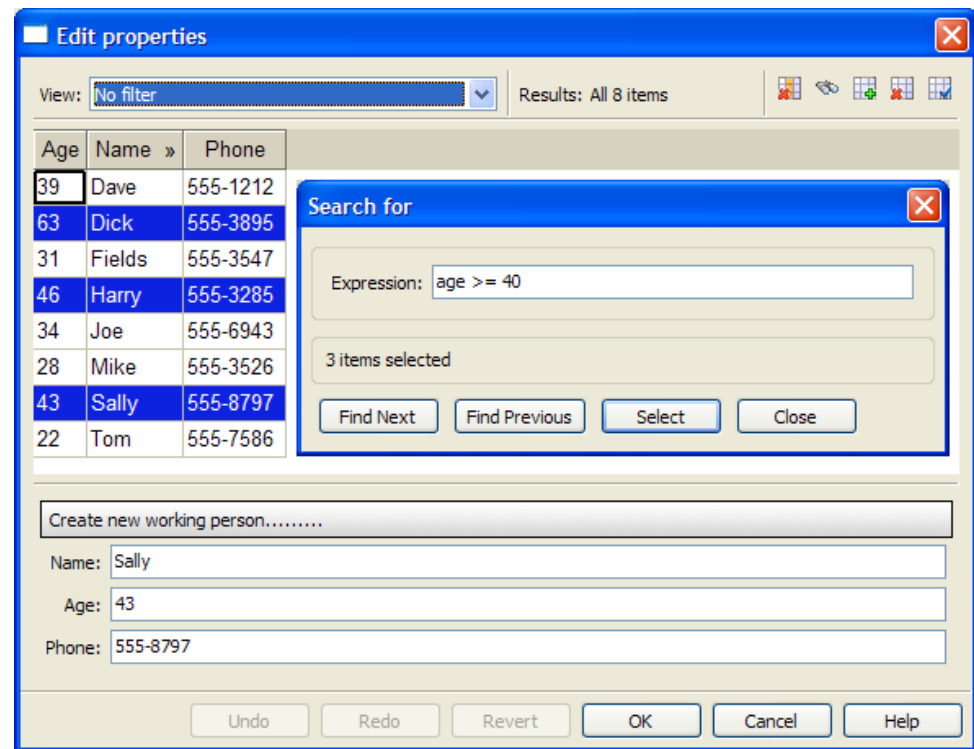 Edit properties
View: No filter Results: All 8 items
Age Name » Phone
39 Dave 555-1212
63 Dick 555-3895
31 Fields 555-3547
46 Harry 555-3285
34 Joe 555-6943
28 Mike 555-3526
43 Sally 555-8797
22 Tom 555-7586
Search for
Expression: age >= 40
3 items selected
Find Next Find Previous Select Close
Create new working person.........
Name: Sally
Age: 43
Phone: 555-8797
Undo Redo Revert OK Cancel Help